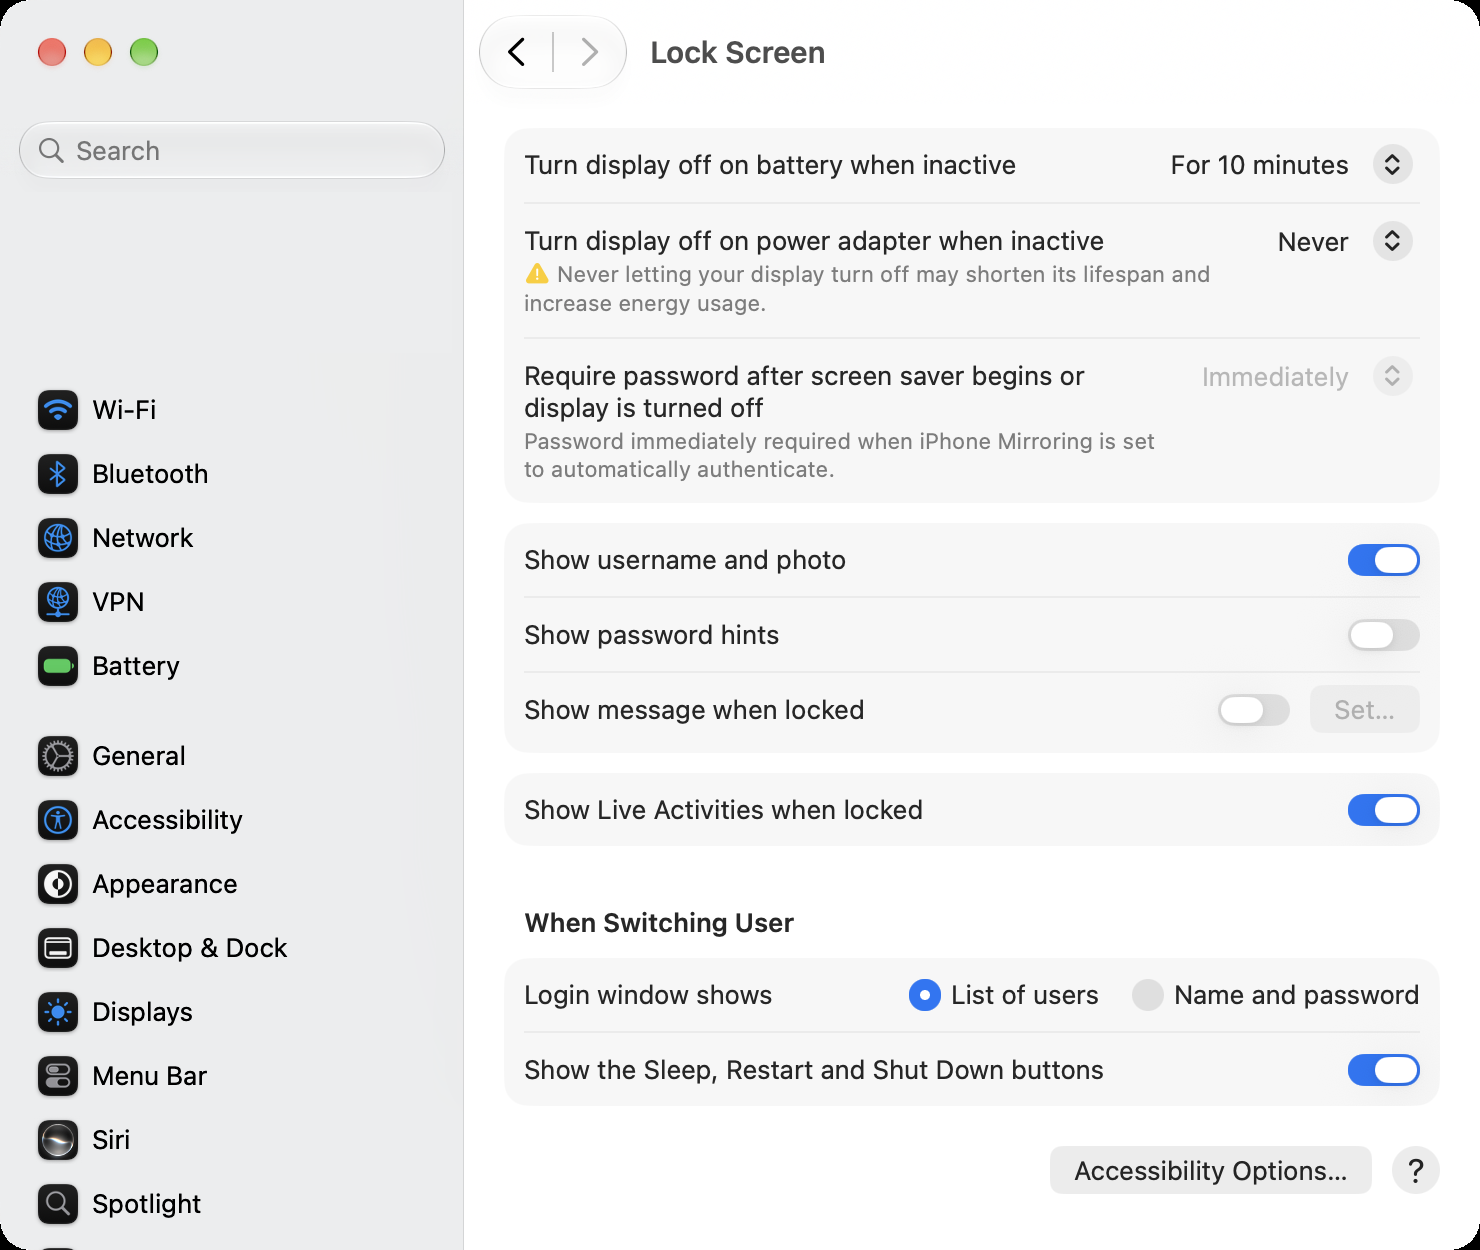 Search
Wi-Fi
Bluetooth
Network
VPN
Battery
General
Accessibility
Appearance
Desktop & Dock
Displays
Menu Bar
Siri
Spotlight
Lock Screen
Turn display off on battery when inactive For 10 minutes
Turn display off on power adapter when inactive Never
Never letting your display turn off may shorten its lifespan and
increase energy usage.
Require password after screen saver begins or Immediately
display is turned off
Password immediately required when iPhone Mirroring is set
to automatically authenticate.
Show username and photo
Show password hints
Show message when locked Set...
Show Live Activities when locked
When Switching User
Login window shows List of users Name and password
Show the Sleep, Restart and Shut Down buttons
Accessibility Options... ?